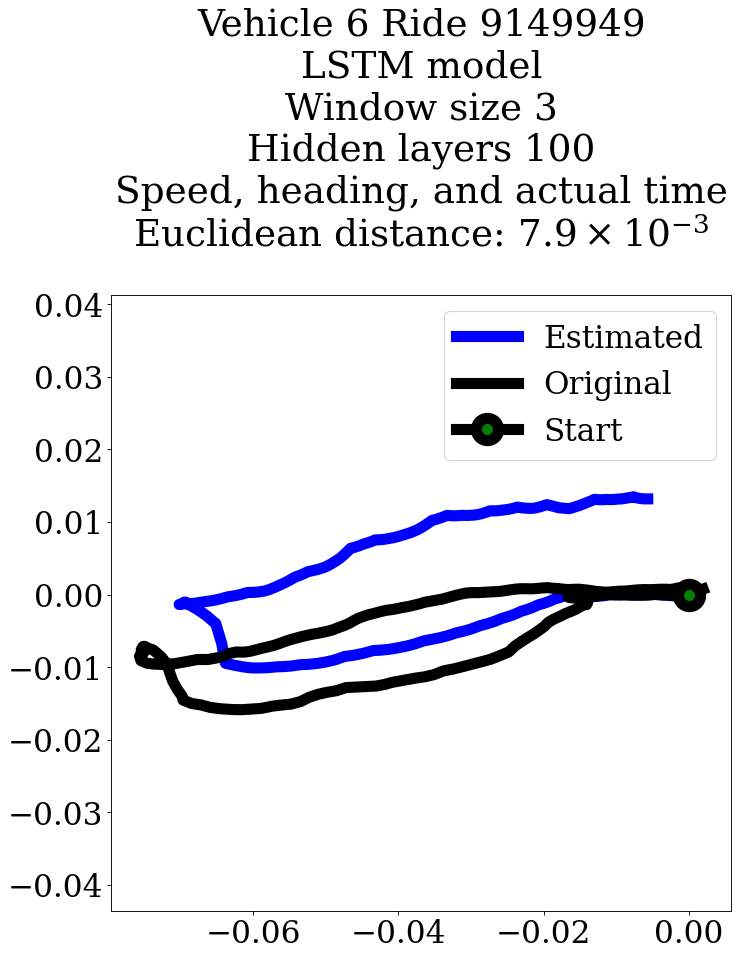 Vehicle 6 Ride 9149949
LSTM model
Window size 3
Hidden layers 100
Speed, heading, and actual time
Euclidean distance: 7.9 × 10⁻³
Estimated
Original
Start
0.04
0.03
0.02
0.01
0.00
−0.01
−0.02
−0.03
−0.04
−0.06 −0.04 −0.02 0.00